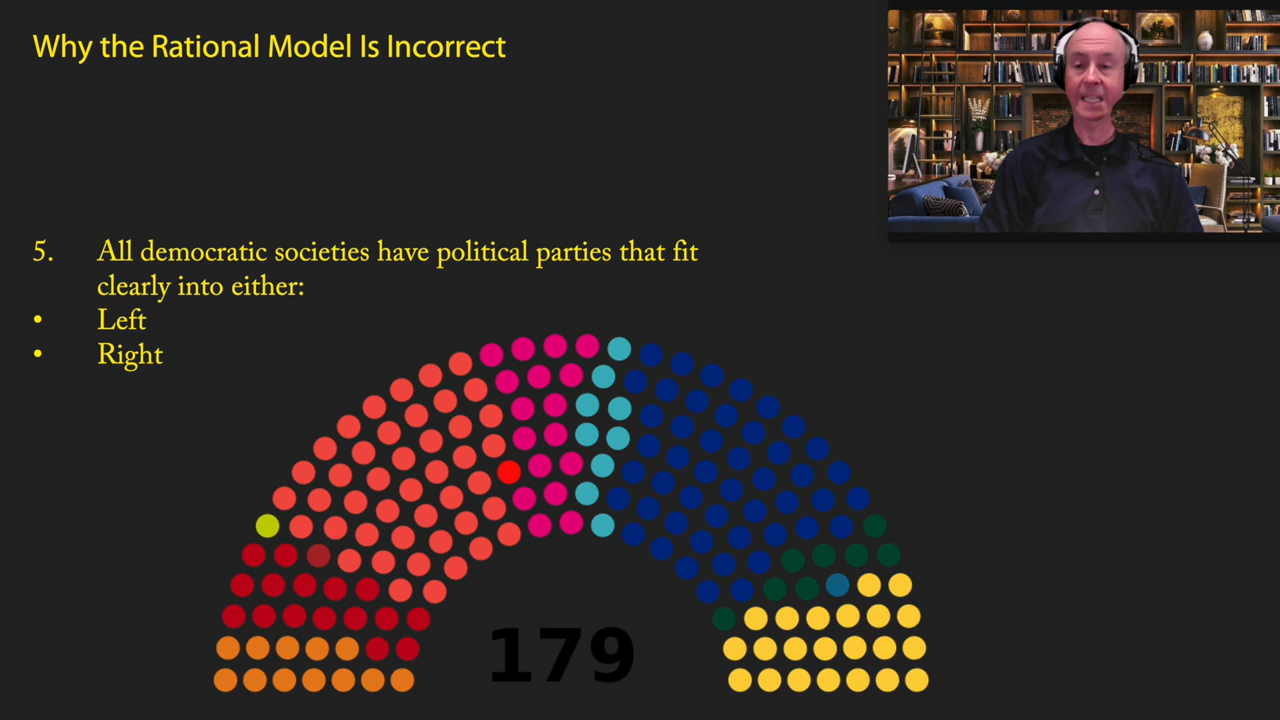 Why the Rational Model Is Incorrect
5. All democratic societies have political parties that fit
clearly into either:
• Left
• Right
179